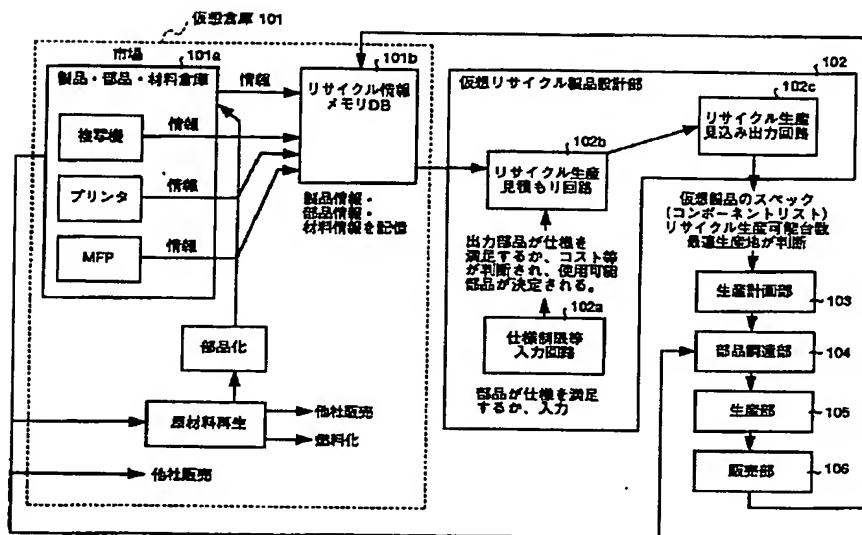 仮想倉庫 101
市場
101a
製品・部品・材料倉庫
複写機
プリンタ
MFP
情報
情報
情報
情報
101b
リサイクル情報
メモリDB
製品情報・
部品情報・
材料情報を記憶
部品化
原材料再生
他社販売
燃料化
他社販売
102
仮想リサイクル製品設計部
102b
リサイクル生産
見積もり回路
102c
リサイクル生産
見込み出力回路
出力部品が仕様を
満足するか、コスト等
が判断され、使用可能
部品が決定される。
102a
仕様制限等
入力回路
部品が仕様を満足
するか、入力
仮想製品のスペック
(コンポーネントリスト)
リサイクル生産可能台数
最適生産地が判断
生産計画部
103
部品調達部
104
生産部
105
販売部
106